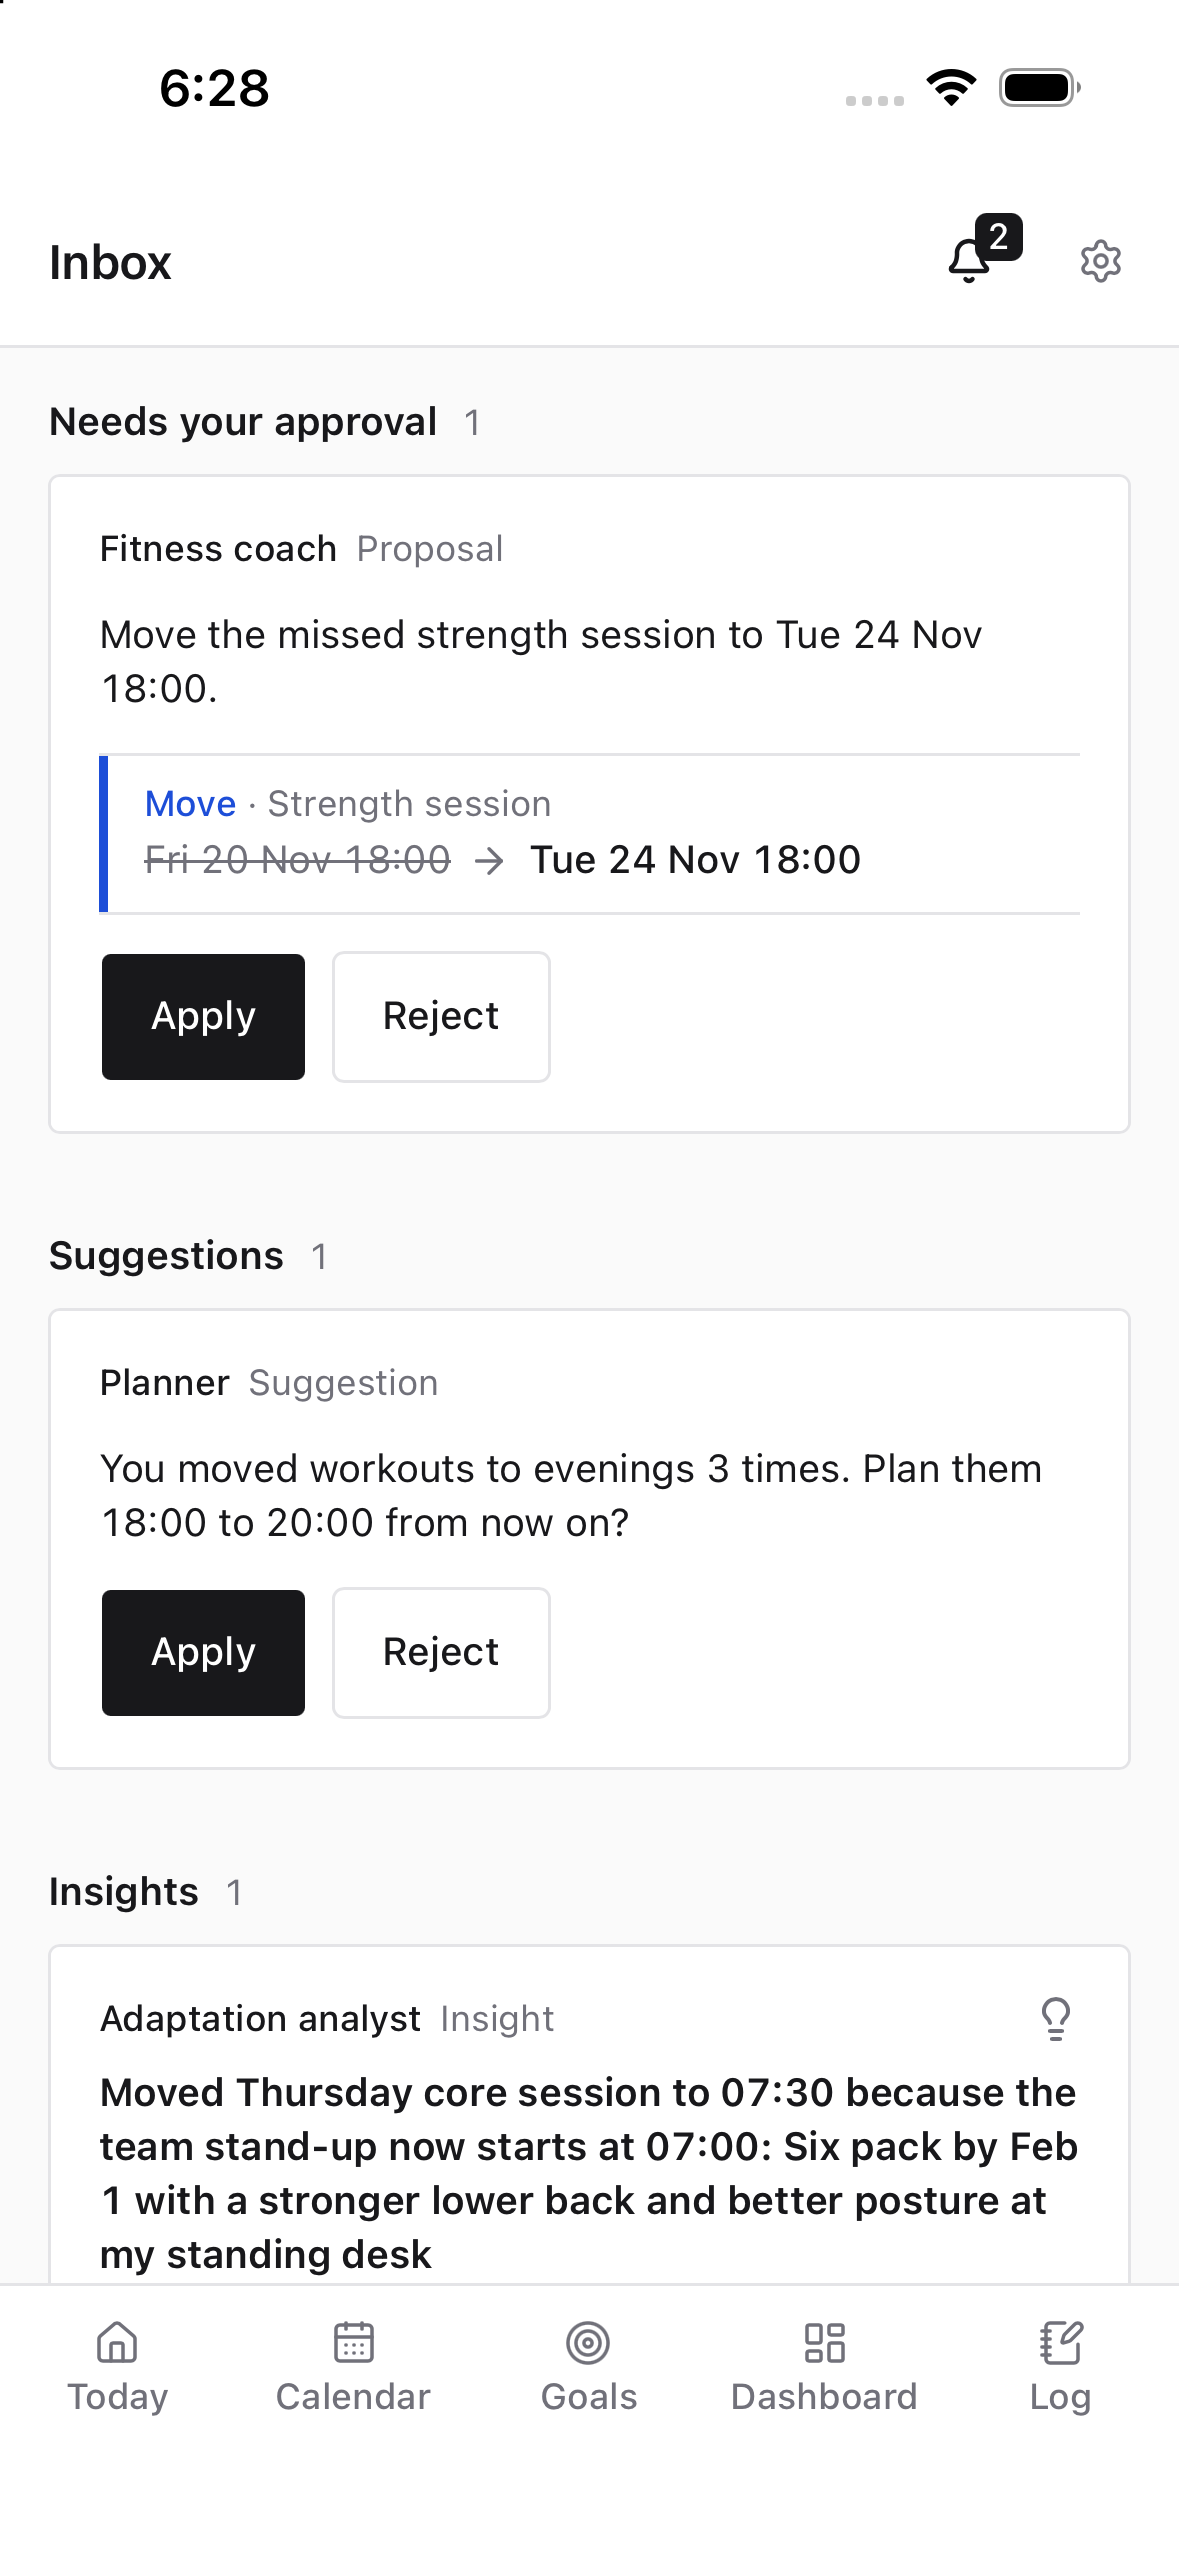 6:28
Inbox
2
Needs your approval 1
Fitness coach Proposal
Move the missed strength session to Tue 24 Nov
18:00.
Move · Strength session
Fri 20 Nov 18:00 → Tue 24 Nov 18:00
Apply
Reject
Suggestions 1
Planner Suggestion
You moved workouts to evenings 3 times. Plan them
18:00 to 20:00 from now on?
Apply
Reject
Insights 1
Adaptation analyst Insight
Moved Thursday core session to 07:30 because the
team stand-up now starts at 07:00: Six pack by Feb
1 with a stronger lower back and better posture at
my standing desk
Today
Calendar
Goals
Dashboard
Log